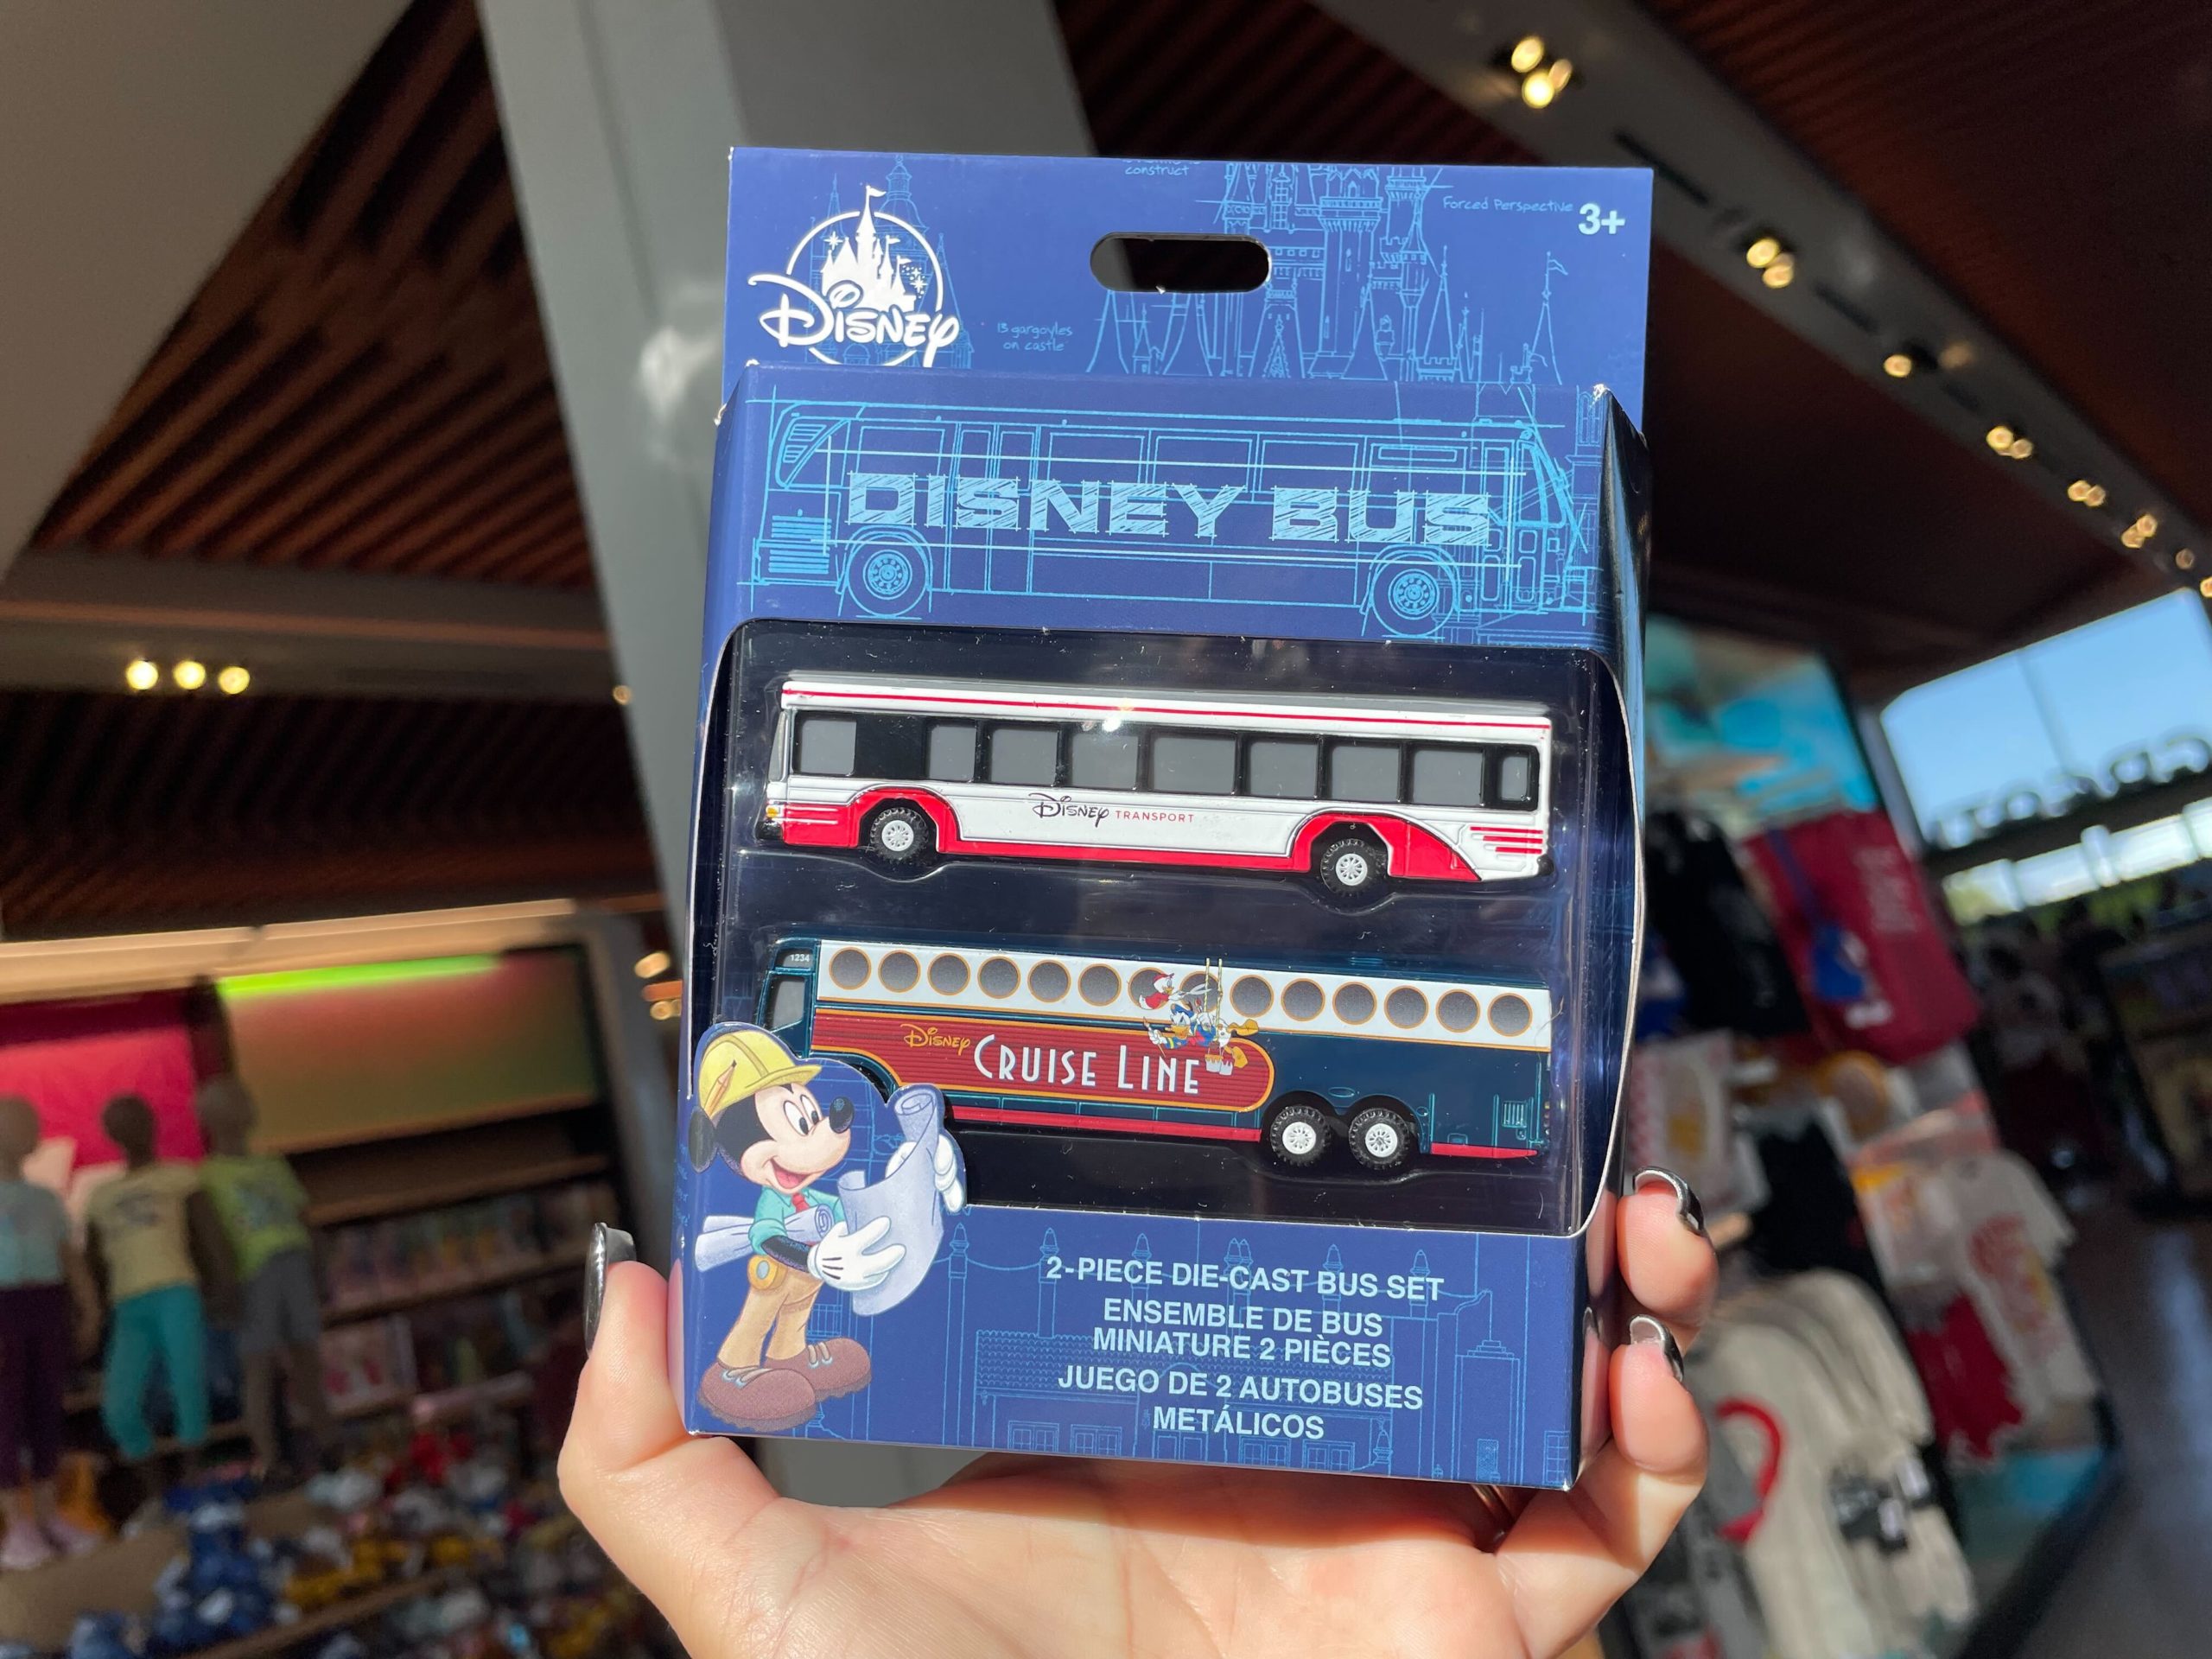 construct
Forced Perspective
3+
Disney
13 gargoyles
on castle
DISNEY BUS
Disney TRANSPORT
1234
Disney CRUISE LINE
2-PIECE DIE-CAST BUS SET
ENSEMBLE DE BUS
MINIATURE 2 PIÈCES
JUEGO DE 2 AUTOBUSES
METÁLICOS